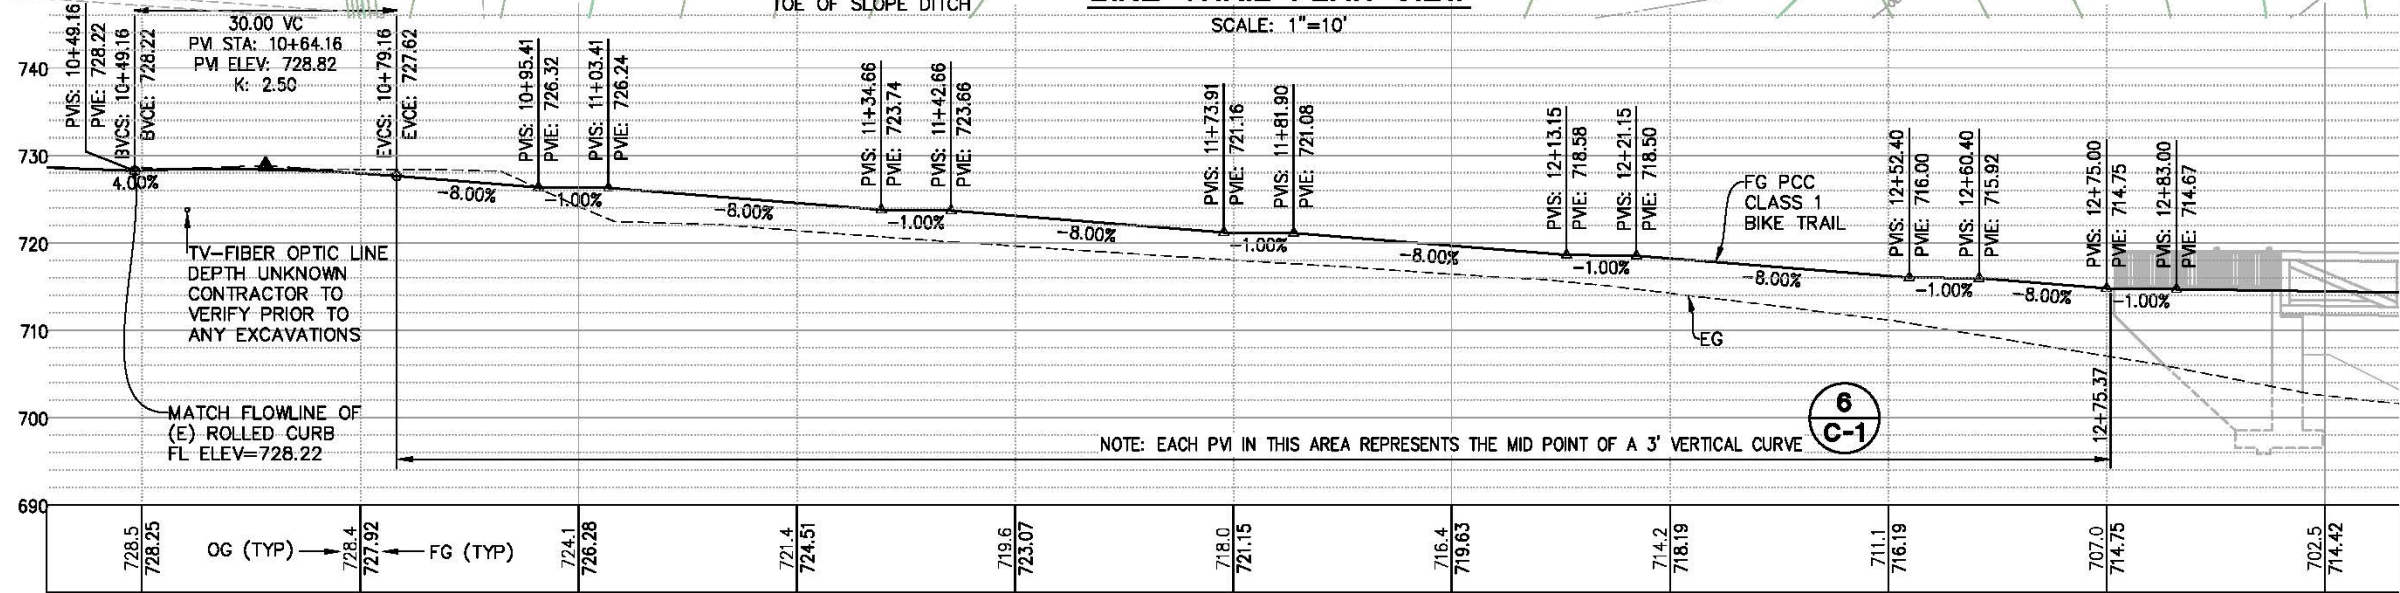 TOE OF SLOPE DITCH
BIKE TRAIL PLAN VIEW
SCALE: 1"=10'
740
730
720
710
700
690
PVIS: 10+49.16
PVIE: 728.22
BVCS: 10+49.16
BVCE: 728.22
30.00 VC
PVI STA: 10+64.16
PVI ELEV: 728.82
K: 2.50
EVCS: 10+79.16
EVCE: 727.62
PVIS: 10+95.41
PVIE: 726.32
PVIS: 11+03.41
PVIE: 726.24
PVIS: 11+34.66
PVIE: 723.74
PVIS: 11+42.66
PVIE: 723.66
PVIS: 11+73.91
PVIE: 721.16
PVIS: 11+81.90
PVIE: 721.08
PVIS: 12+13.15
PVIE: 718.58
PVIS: 12+21.15
PVIE: 718.50
PVIS: 12+52.40
PVIE: 716.00
PVIS: 12+60.40
PVIE: 715.92
PVIS: 12+75.00
PVIE: 714.75
PVIS: 12+83.00
PVIE: 714.67
4.00%
-8.00%
-1.00%
-8.00%
-1.00%
-8.00%
-1.00%
-8.00%
-1.00%
-8.00%
-1.00%
-8.00%
-1.00%
FG PCC
CLASS 1
BIKE TRAIL
TV-FIBER OPTIC LINE
DEPTH UNKNOWN
CONTRACTOR TO
VERIFY PRIOR TO
ANY EXCAVATIONS
EG
MATCH FLOWLINE OF
(E) ROLLED CURB
FL ELEV=728.22
NOTE: EACH PVI IN THIS AREA REPRESENTS THE MID POINT OF A 3' VERTICAL CURVE
6
C-1
12+75.37
728.5
728.25
OG (TYP)
728.4
727.92
FG (TYP)
724.1
726.28
721.4
724.51
719.6
723.07
718.0
721.15
716.4
719.63
714.2
718.19
711.1
716.19
707.0
714.75
702.5
714.42